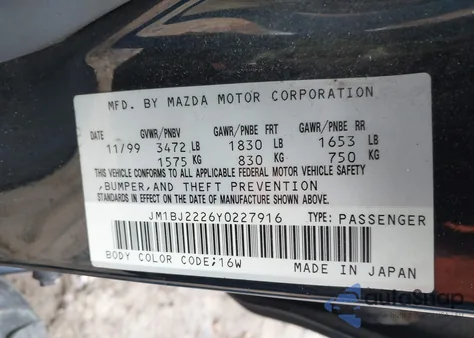 MFD. BY MAZDA MOTOR CORPORATION
DATE GVWR/PNBV GAWR/PNBE FRT GAWR/PNBE RR
11/99 3472 LB 1830 LB 1653 LB
1575 KG 830 KG 750 KG
THIS VEHICLE CONFORMS TO ALL APPLICABLE FEDERAL MOTOR VEHICLE SAFETY
,BUMPER,AND THEFT PREVENTION
STANDARDS IN EFFECT ON THE DATE OF MANUFACTURE SHOWN ABOVE.
JM1BJ2226Y0227916 TYPE: PASSENGER
BODY COLOR CODE;16W MADE IN JAPAN
autoSnap